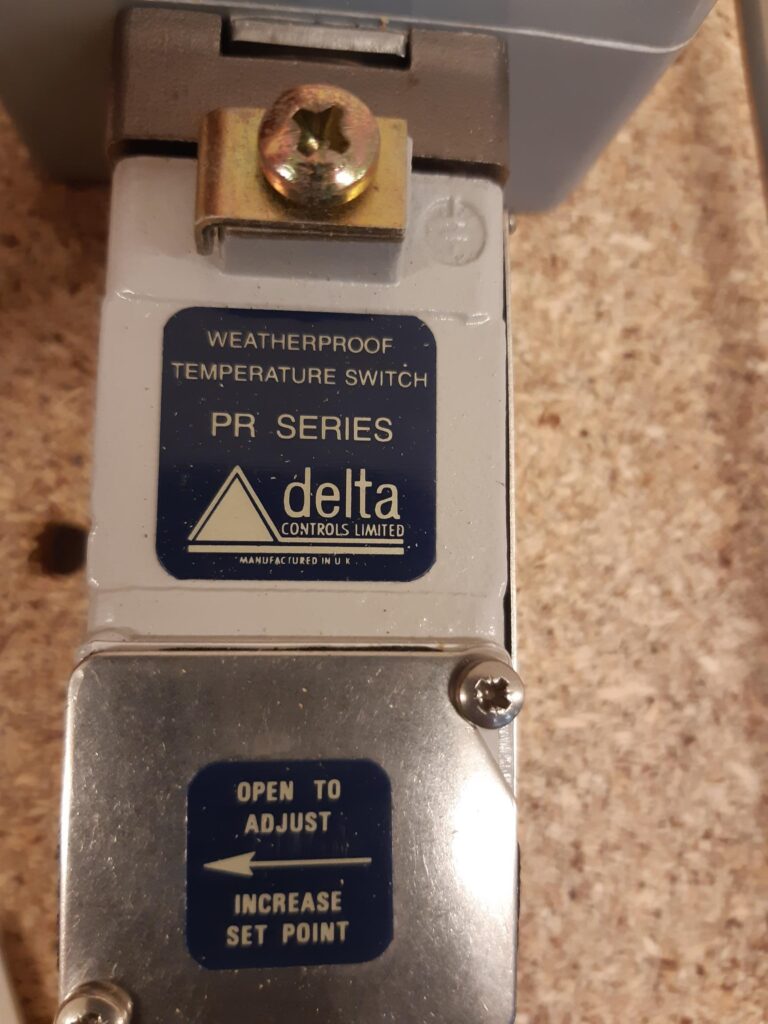 WEATHERPROOF
TEMPERATURE SWITCH
PR SERIES
delta
CONTROLS LIMITED
MANUFACTURED IN U K
OPEN TO
ADJUST
INCREASE
SET POINT